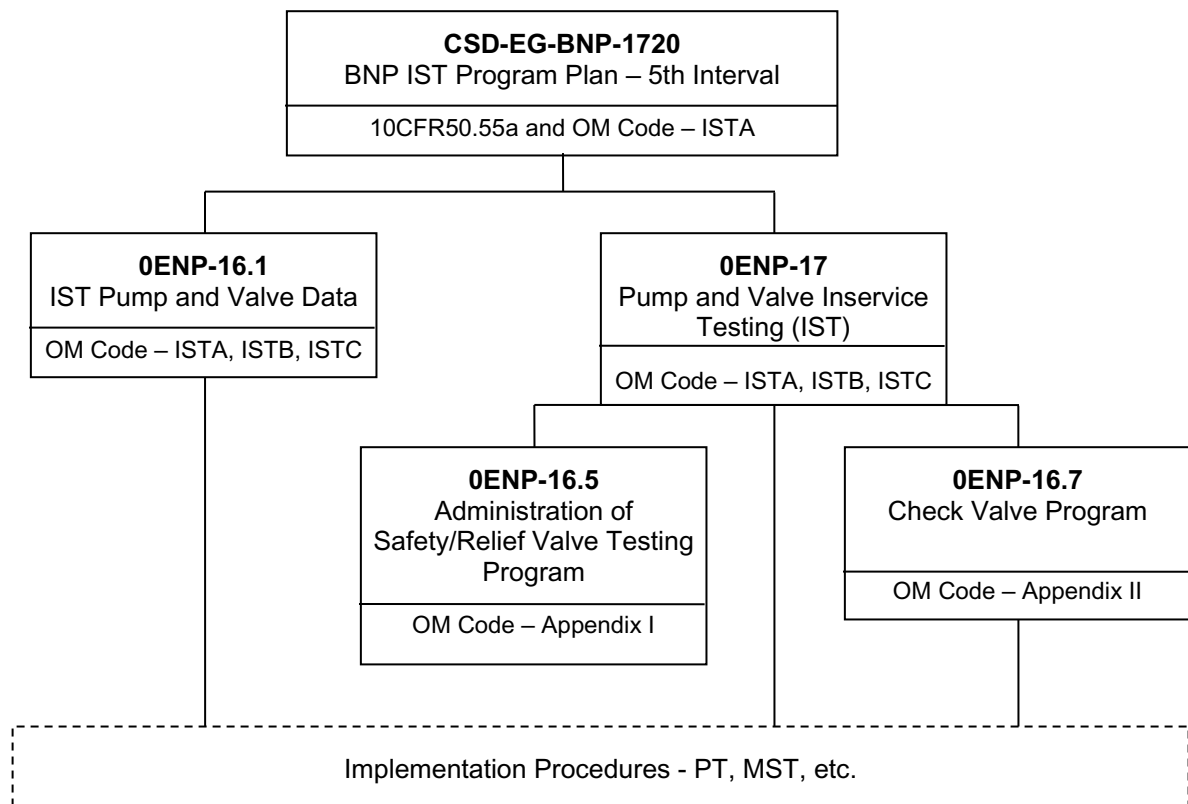 CSD-EG-BNP-1720
BNP IST Program Plan – 5th Interval
10CFR50.55a and OM Code – ISTA
0ENP-16.1
IST Pump and Valve Data
OM Code – ISTA, ISTB, ISTC
0ENP-17
Pump and Valve Inservice
Testing (IST)
OM Code – ISTA, ISTB, ISTC
0ENP-16.5
Administration of
Safety/Relief Valve Testing
Program
OM Code – Appendix I
0ENP-16.7
Check Valve Program
OM Code – Appendix II
Implementation Procedures - PT, MST, etc.